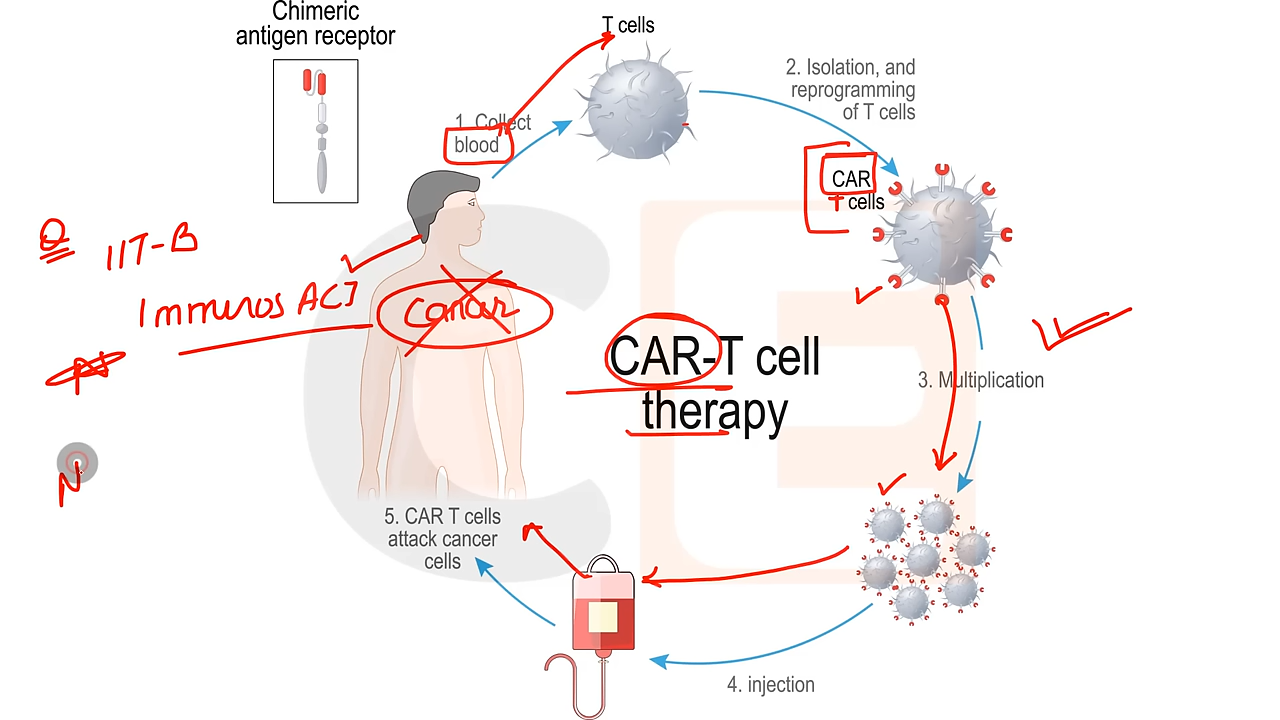 Chimeric
antigen receptor
T cells
1. Collect
blood
2. Isolation, and
reprogramming
of T cells
CAR
T cells
Q
IIT-B
Immunos ACT
Cancer
CAR-T cell
therapy
3. Multiplication
N
5. CAR T cells
attack cancer
cells
4. injection